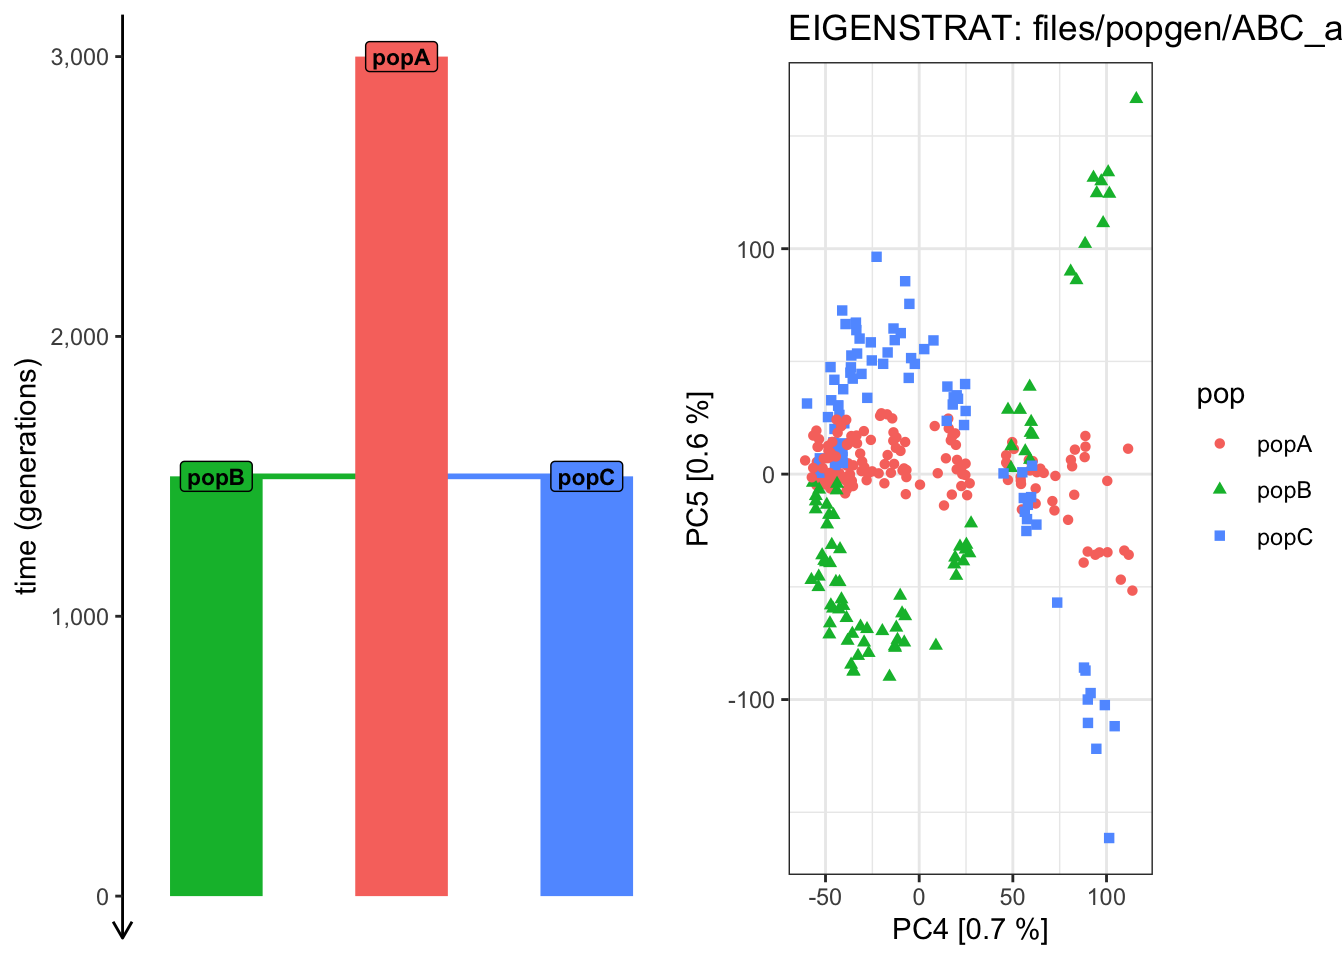 EIGENSTRAT: files/popgen/ABC_a
3,000
2,000
1,000
0
time (generations)
popA
popB
popC
100
0
-100
PC5 [0.6 %]
-50
0
50
100
PC4 [0.7 %]
pop
popA
popB
popC